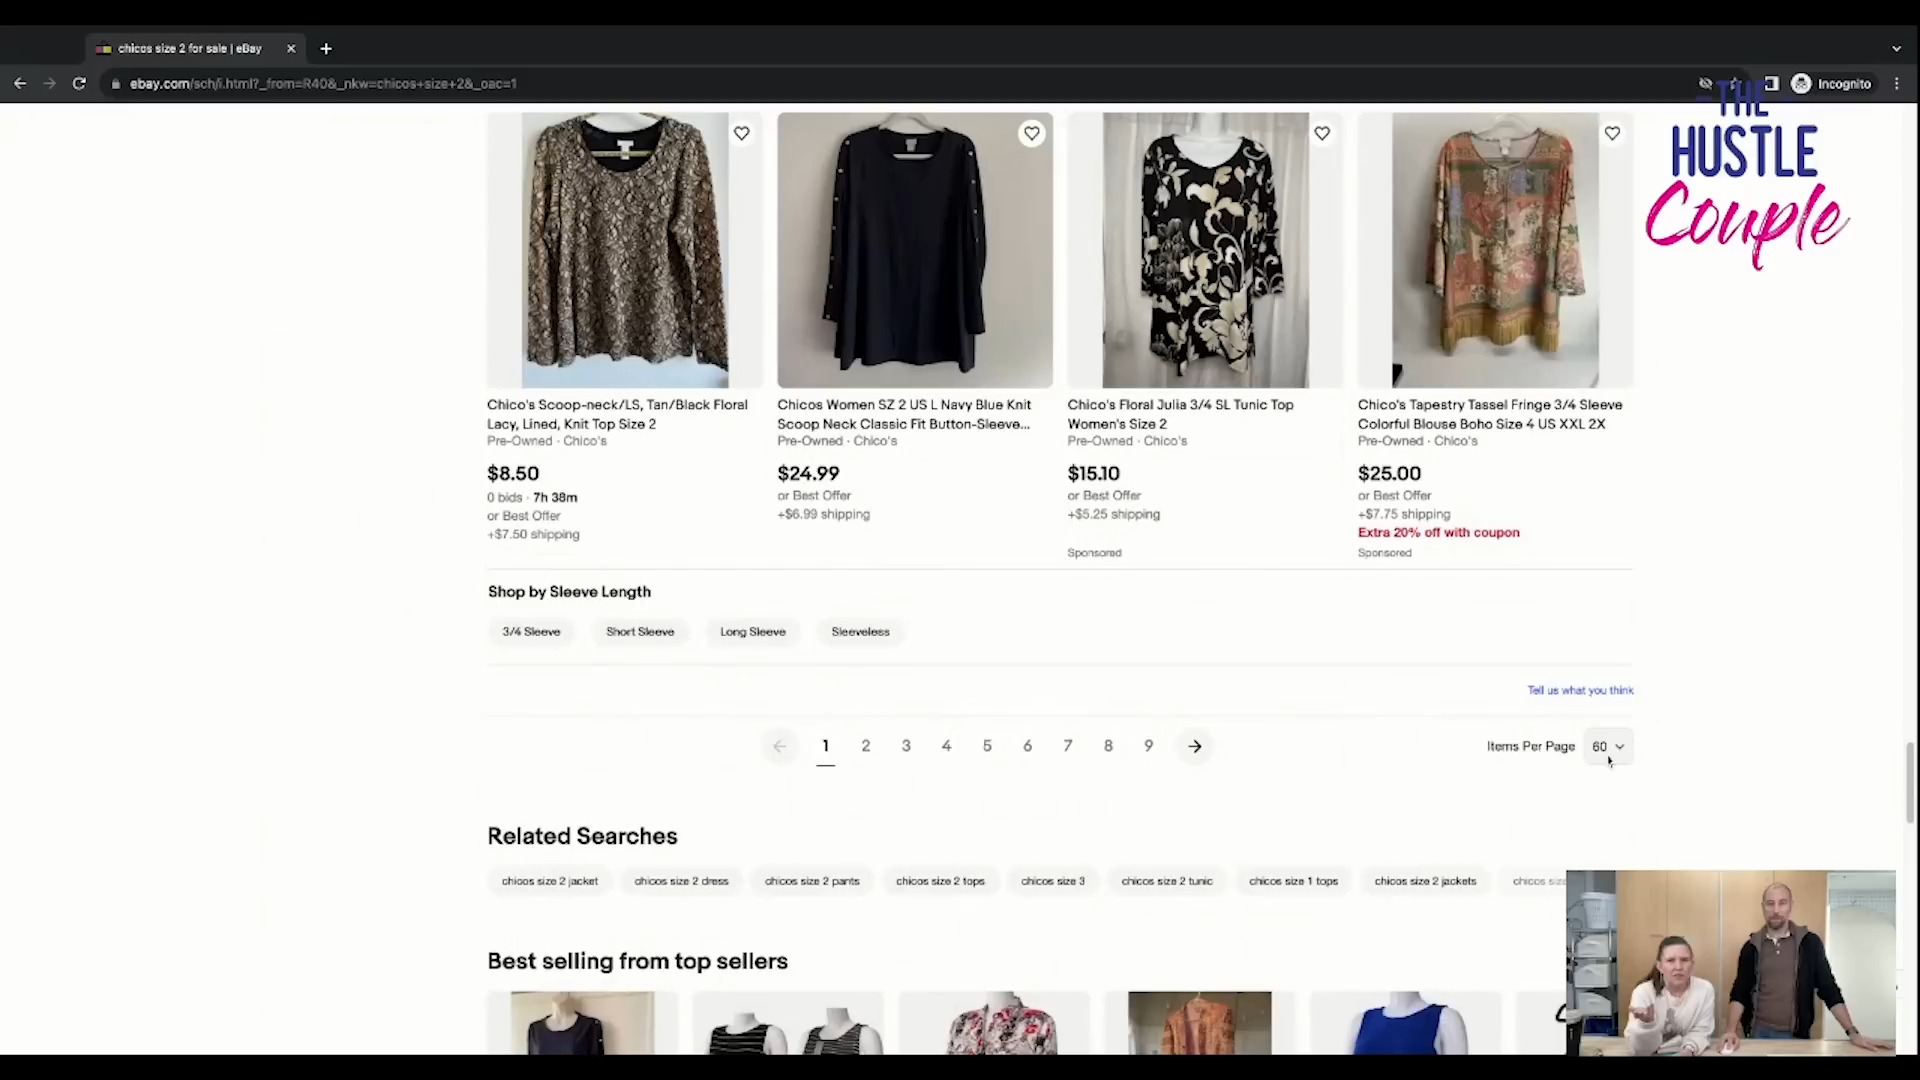 chicos size 2 for sale | eBay
ebay.com/sch/i.html?_from=R40&_nkw=chicos+size+2&_oac=1
Incognito
THE
HUSTLE
Couple
Chico's Scoop-neck/LS, Tan/Black Floral
Lacy, Lined, Knit Top Size 2
Pre-Owned · Chico's
$8.50
0 bids · 7h 38m
or Best Offer
+$7.50 shipping
Chicos Women SZ 2 US L Navy Blue Knit
Scoop Neck Classic Fit Button-Sleeve...
Pre-Owned · Chico's
$24.99
or Best Offer
+$6.99 shipping
Chico's Floral Julia 3/4 SL Tunic Top
Women's Size 2
Pre-Owned · Chico's
$15.10
or Best Offer
+$5.25 shipping
Sponsored
Chico's Tapestry Tassel Fringe 3/4 Sleeve
Colorful Blouse Boho Size 4 US XXL 2X
Pre-Owned · Chico's
$25.00
or Best Offer
+$7.75 shipping
Extra 20% off with coupon
Sponsored
Shop by Sleeve Length
3/4 Sleeve Short Sleeve Long Sleeve Sleeveless
Tell us what you think
1 2 3 4 5 6 7 8 9
Items Per Page 60
Related Searches
chicos size 2 jacket chicos size 2 dress chicos size 2 pants chicos size 2 tops chicos size 3 chicos size 2 tunic chicos size 1 tops chicos size 2 jackets chicos
Best selling from top sellers